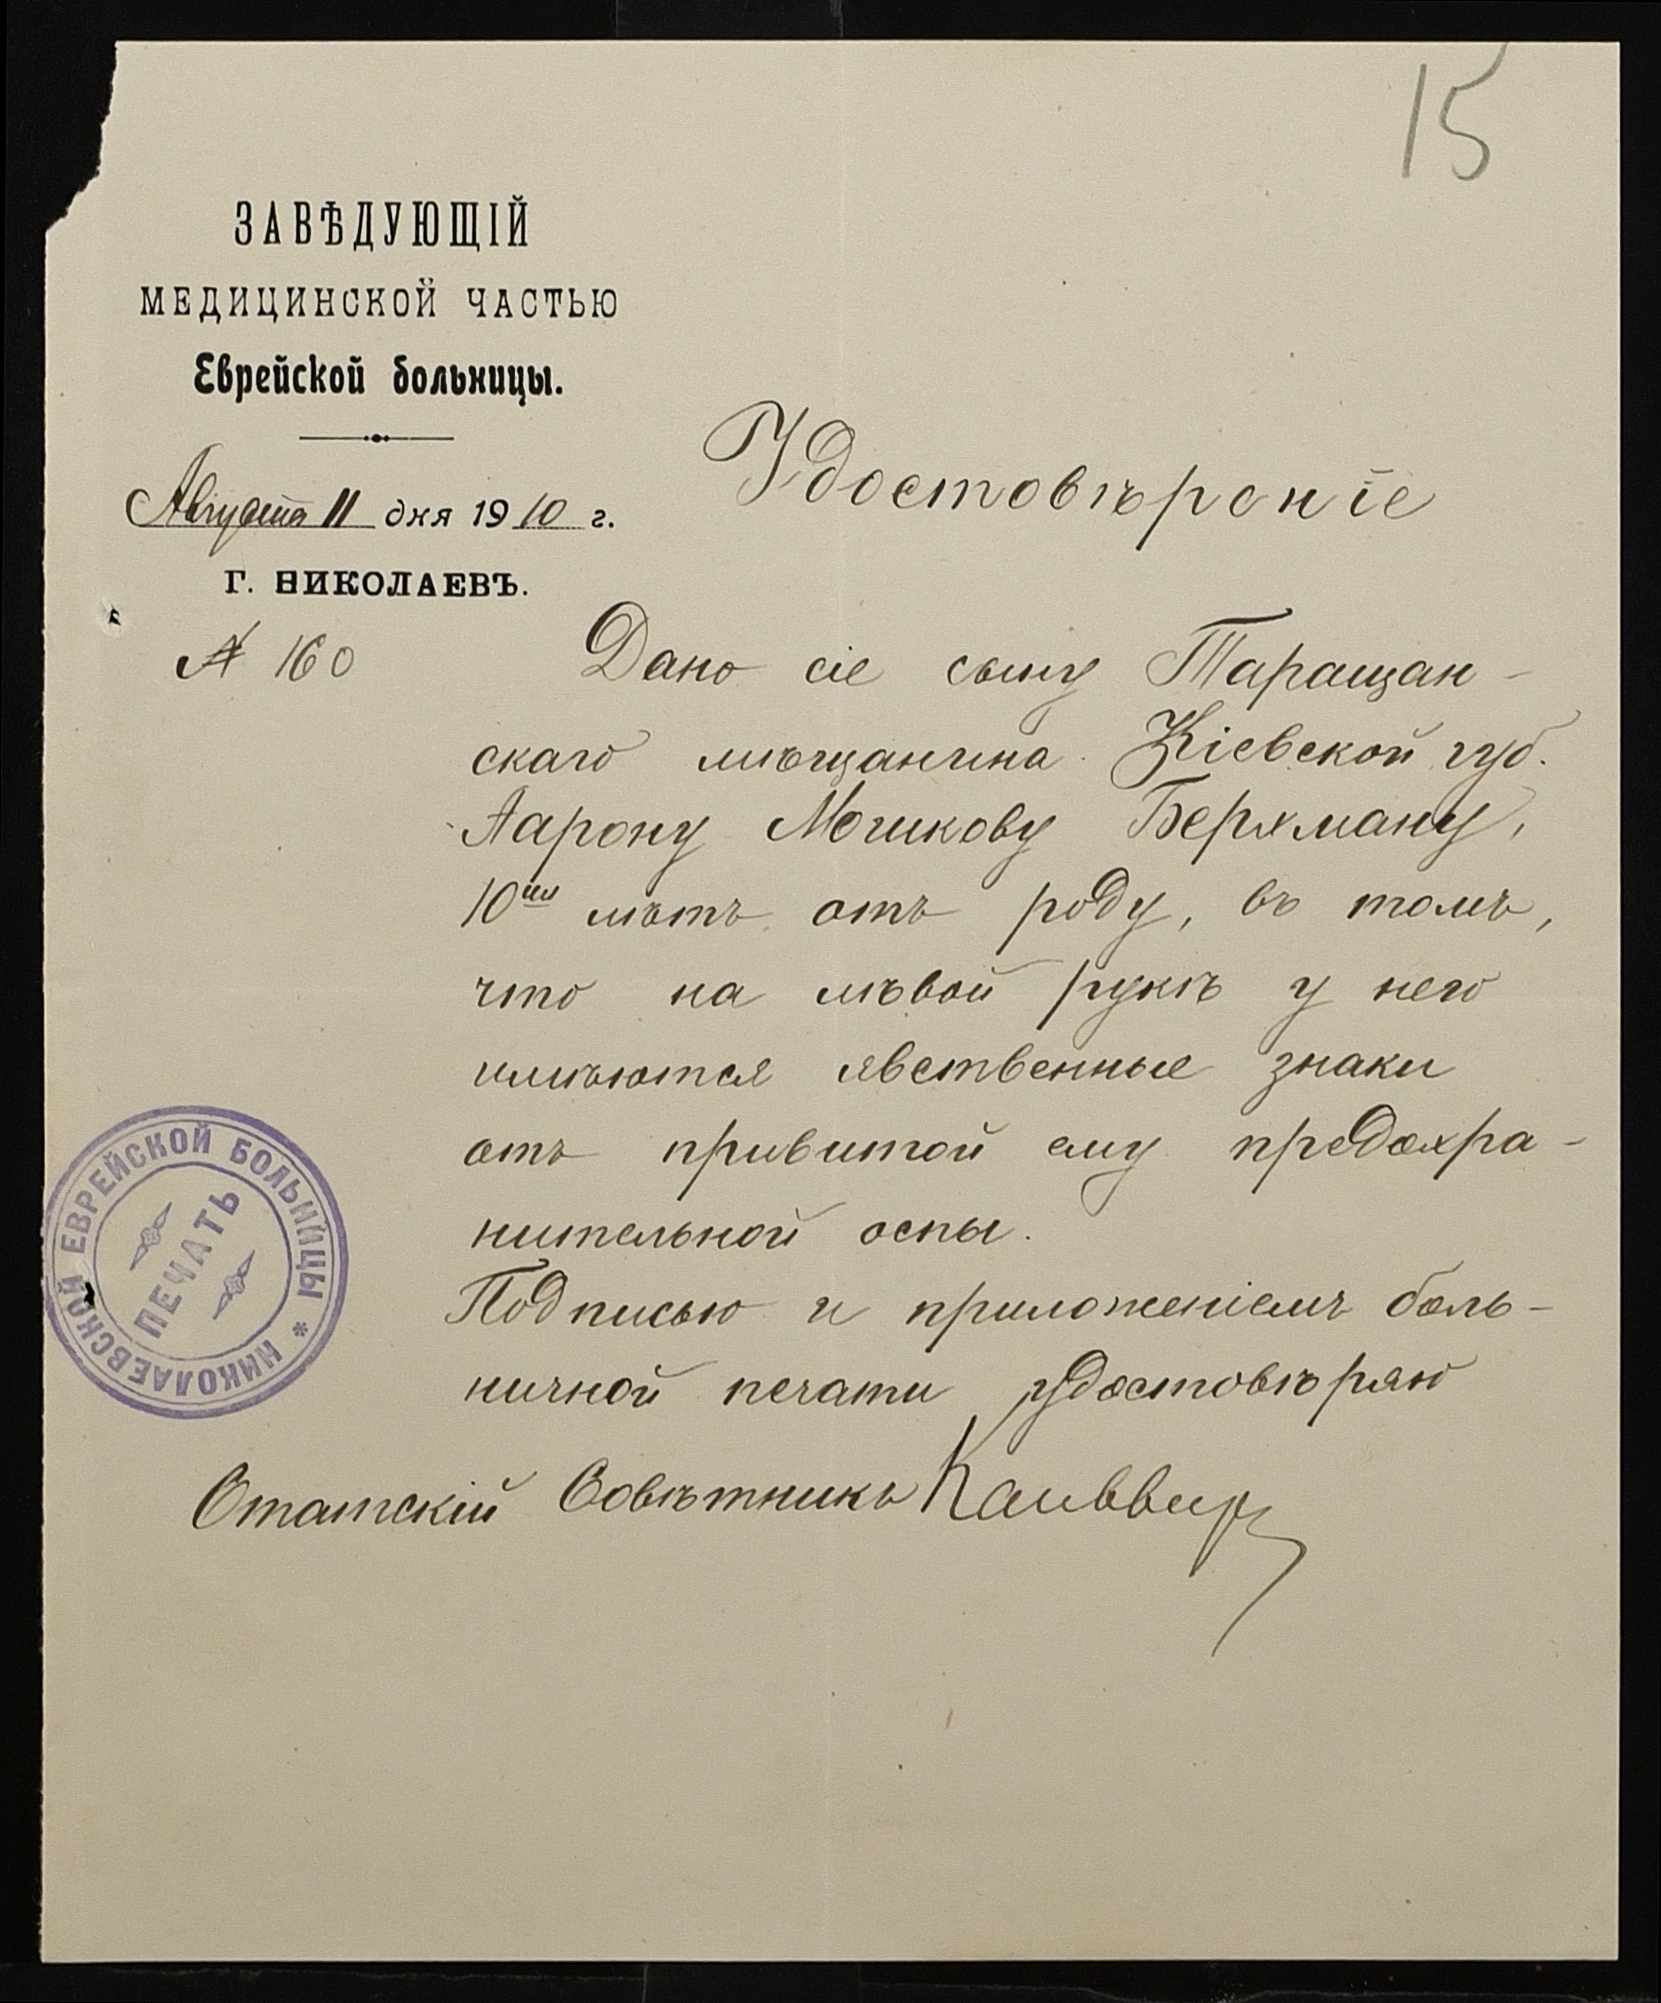 15
ЗАВѢДУЮЩІЙ
МЕДИЦИНСКОЙ ЧАСТЬЮ
Еврейской больницы.
Августа 11 дня 1910 г.
Г. НИКОЛАЕВЪ.
№ 160
Удостовѣреніе
Дано сіе сыну Таращан-
скаго мѣщанина Кіевской губ.
Аарону Мошкову Берхману,
10ти лѣтъ отъ роду, въ томъ,
что на лѣвой рукѣ у него
имѣются явственные знаки
отъ привитой ему предохра-
нительной оспы.
Подписью и приложеніемъ боль-
ничной печати удостовѣряю
Статскій Совѣтникъ
НИКОЛАЕВСКОЙ ЕВРЕЙСКОЙ БОЛЬНИЦЫ *
ПЕЧАТЬ